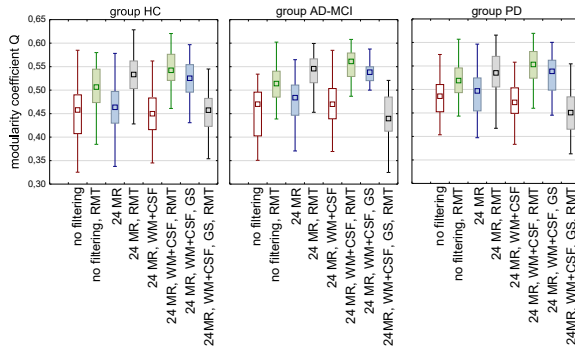 group HC
group AD-MCI
group PD
modularity coefficient Q
0,65
0,60
0,55
0,50
0,45
0,40
0,35
0,30
no filtering
no filtering, RMT
24 MR
24 MR, RMT
24 MR, WM+CSF
24 MR, WM+CSF, RMT
24 MR, WM+CSF, GS
24MR, WM+CSF, GS, RMT
no filtering
no filtering, RMT
24 MR
24 MR, RMT
24 MR, WM+CSF
24 MR, WM+CSF, RMT
24 MR, WM+CSF, GS
24MR, WM+CSF, GS, RMT
no filtering
no filtering, RMT
24 MR
24 MR, RMT
24 MR, WM+CSF
24 MR, WM+CSF, RMT
24 MR, WM+CSF, GS
24MR, WM+CSF, GS, RMT